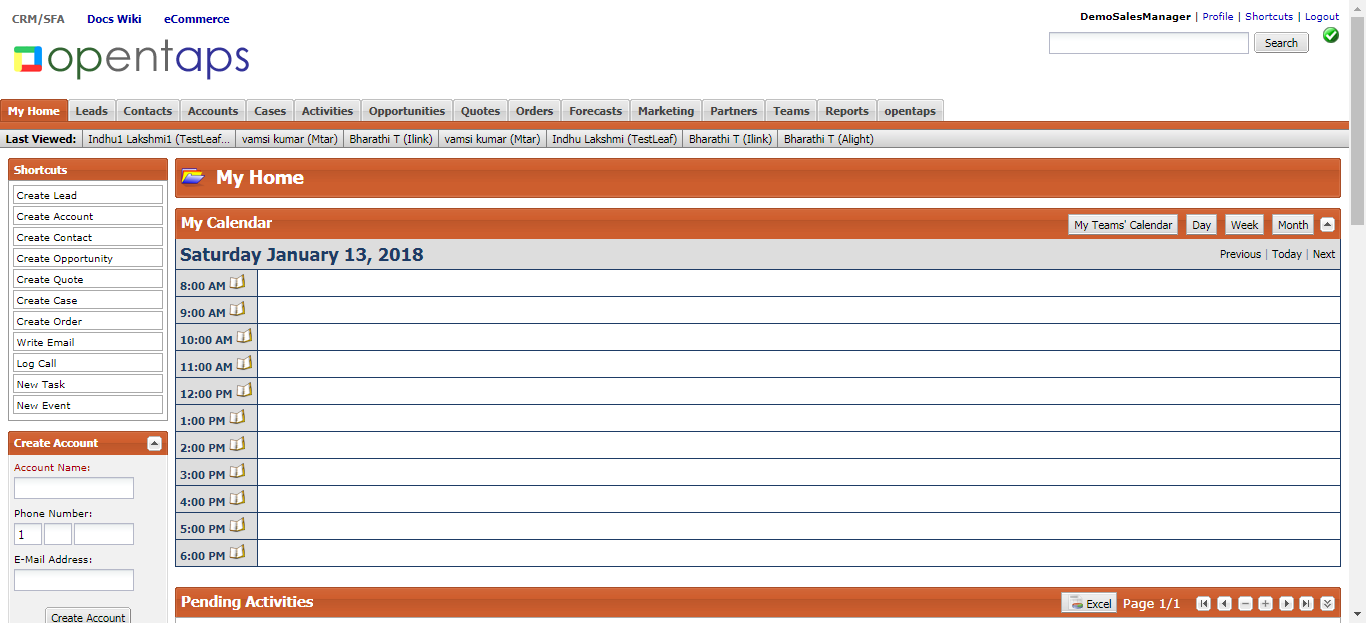 CRM/SFA Docs Wiki eCommerce
DemoSalesManager | Profile | Shortcuts | Logout
opentaps
Search
My Home Leads Contacts Accounts Cases Activities Opportunities Quotes Orders Forecasts Marketing Partners Teams Reports opentaps
Last Viewed: Indhu1 Lakshmi1 (TestLeaf... vamsi kumar (Mtar) Bharathi T (Ilink) vamsi kumar (Mtar) Indhu Lakshmi (TestLeaf) Bharathi T (Ilink) Bharathi T (Alight)
Shortcuts
Create Lead
Create Account
Create Contact
Create Opportunity
Create Quote
Create Case
Create Order
Write Email
Log Call
New Task
New Event
Create Account
Account Name:
Phone Number:
1
E-Mail Address:
Create Account
My Home
My Calendar My Teams' Calendar Day Week Month
Saturday January 13, 2018 Previous | Today | Next
8:00 AM
9:00 AM
10:00 AM
11:00 AM
12:00 PM
1:00 PM
2:00 PM
3:00 PM
4:00 PM
5:00 PM
6:00 PM
Pending Activities Excel Page 1/1